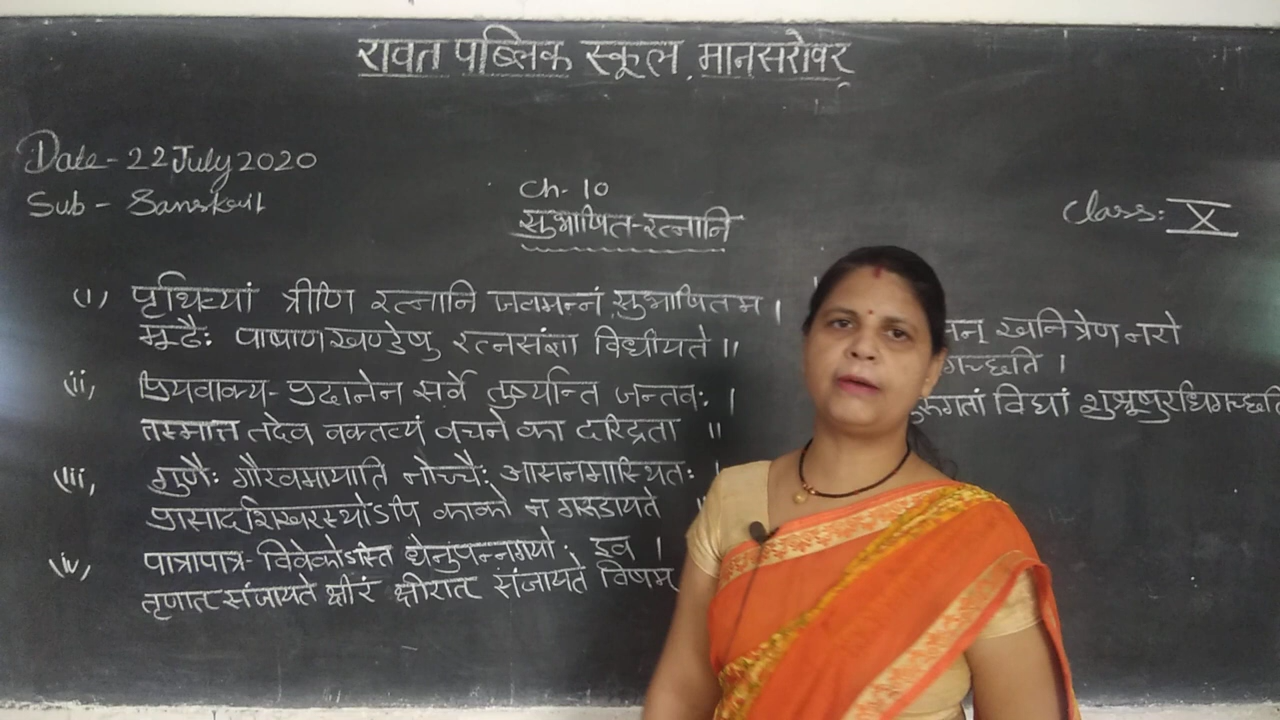 रावत पब्लिक स्कूल, मानसरोवर
Date - 22 July 2020
Sub - Sanskrit
Ch - 10
Class: X
सुभाषित-रत्नानि
(i) पृथिव्यां त्रीणि रत्नानि जलमन्नं सुभाषितम ।
मूढैः पाषाणखण्डेषु रत्नसंज्ञा विधीयते ॥
(ii) प्रियवाक्य-प्रदानेन सर्वे तुष्यन्ति जन्तवः ।
तस्मात्त तदेव वक्तव्यं वचने का दरिद्रता ॥
(iii) गुणैः गौरवमायाति नोच्चैः आसनमास्थितः ।
प्रासादशिखरस्थोऽपि काको न गरुडायते ॥
(iv) पात्रापात्र-विवेकोऽस्ति धेनुपन्नगयोः इव ।
तृणात संजायते क्षीरं क्षीरात संजायते विषम्
खनित्रेण नरो
गच्छति ।
विद्यां शुश्रूषुरधिगच्छति